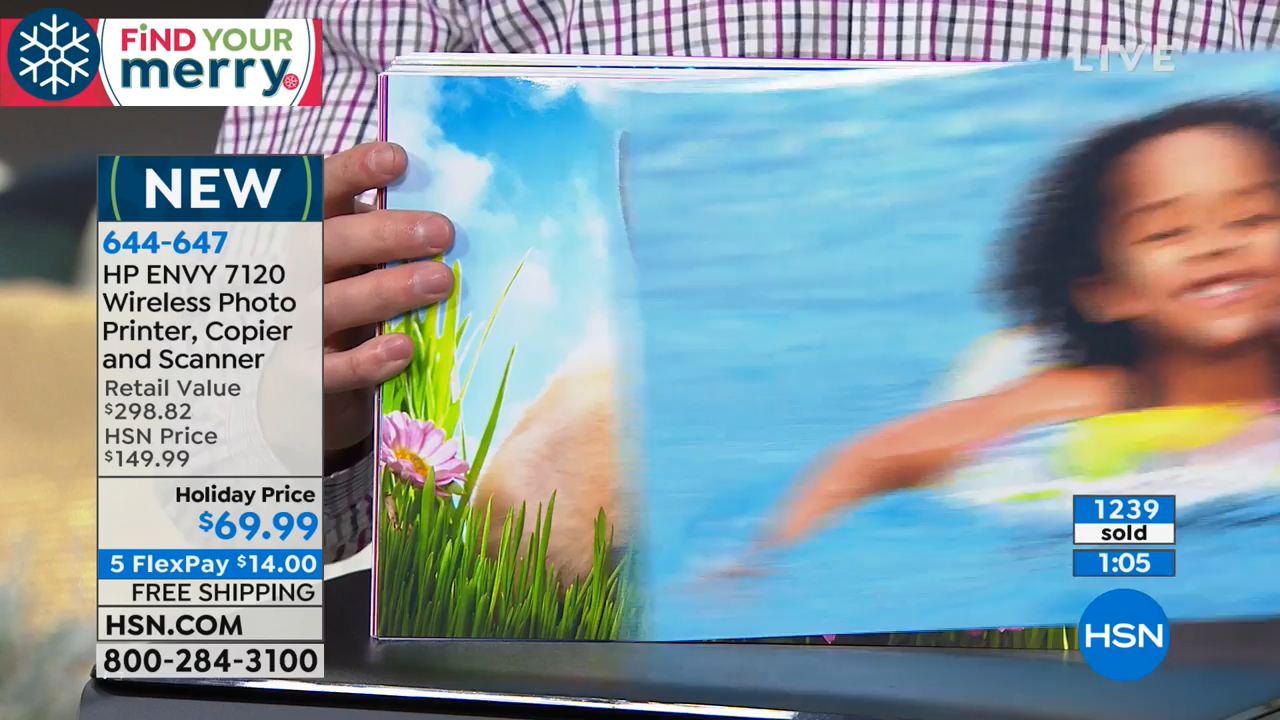 FiND YOUR
merry.
LIVE
NEW
644-647
HP ENVY 7120
Wireless Photo
Printer, Copier
and Scanner
Retail Value
$298.82
HSN Price
$149.99
Holiday Price
$69.99
5 FlexPay $14.00
FREE SHIPPING
HSN.COM
800-284-3100
1239
sold
1:05
HSN